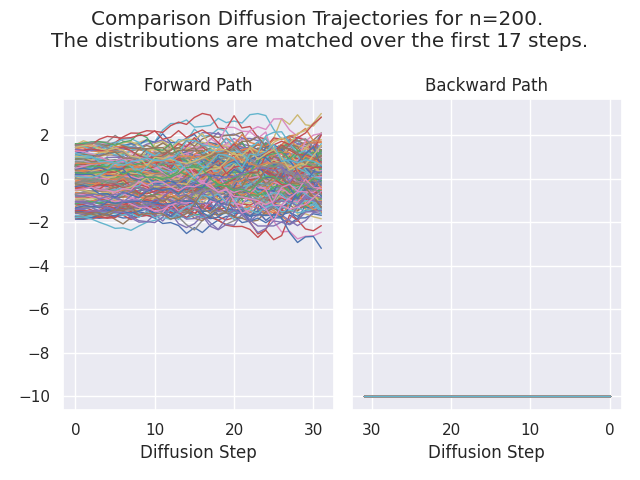 Comparison Diffusion Trajectories for n=200.
The distributions are matched over the first 17 steps.
Forward Path
Backward Path
2
0
−2
−4
−6
−8
−10
0
10
20
30
30
20
10
0
Diffusion Step
Diffusion Step